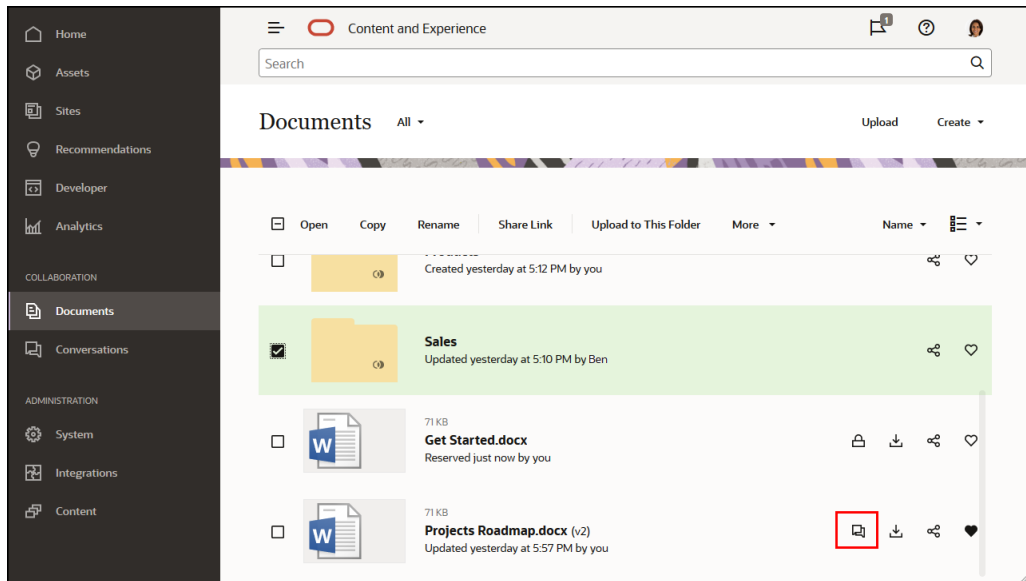 Home
Assets
Sites
Recommendations
Developer
Analytics
COLLABORATION
Documents
Conversations
ADMINISTRATION
System
Integrations
Content
Content and Experience
1
Search
Documents All
Upload Create
Open Copy Rename Share Link Upload to This Folder More Name
Created yesterday at 5:12 PM by you
Sales
Updated yesterday at 5:10 PM by Ben
71 KB
W
Get Started.docx
Reserved just now by you
71 KB
W
Projects Roadmap.docx (v2)
Updated yesterday at 5:57 PM by you